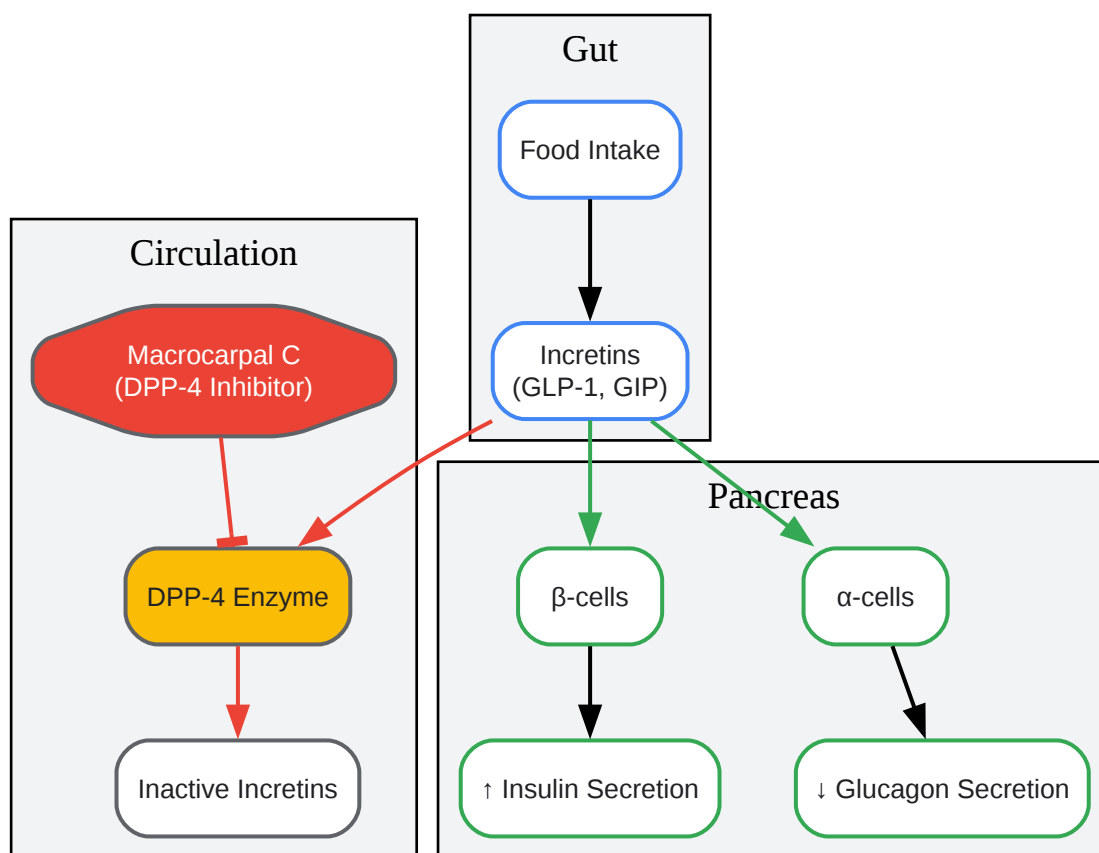 Gut
Food Intake
Circulation
Macrocarpal C
(DPP-4 Inhibitor)
Incretins
(GLP-1, GIP)
Pancreas
DPP-4 Enzyme
β-cells
α-cells
Inactive Incretins
↑ Insulin Secretion
↓ Glucagon Secretion